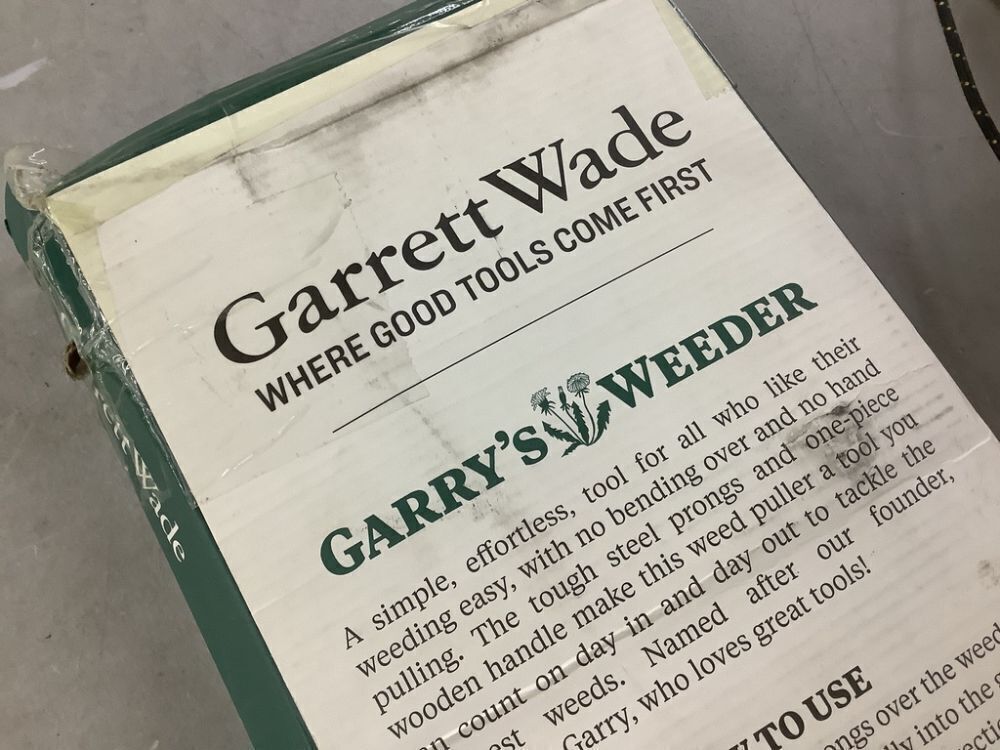 Garrett Wade
WHERE GOOD TOOLS COME FIRST
GARRY'S WEEDER
A simple, effortless, tool for all who like their
weeding easy, with no bending over and no hand
pulling. The tough steel prongs and one-piece
wooden handle make this weed puller a tool you
count on day in and day out to tackle the
weeds. Named after our founder,
Garry, who loves great tools!
TO USE
over the weed
into the
Wade